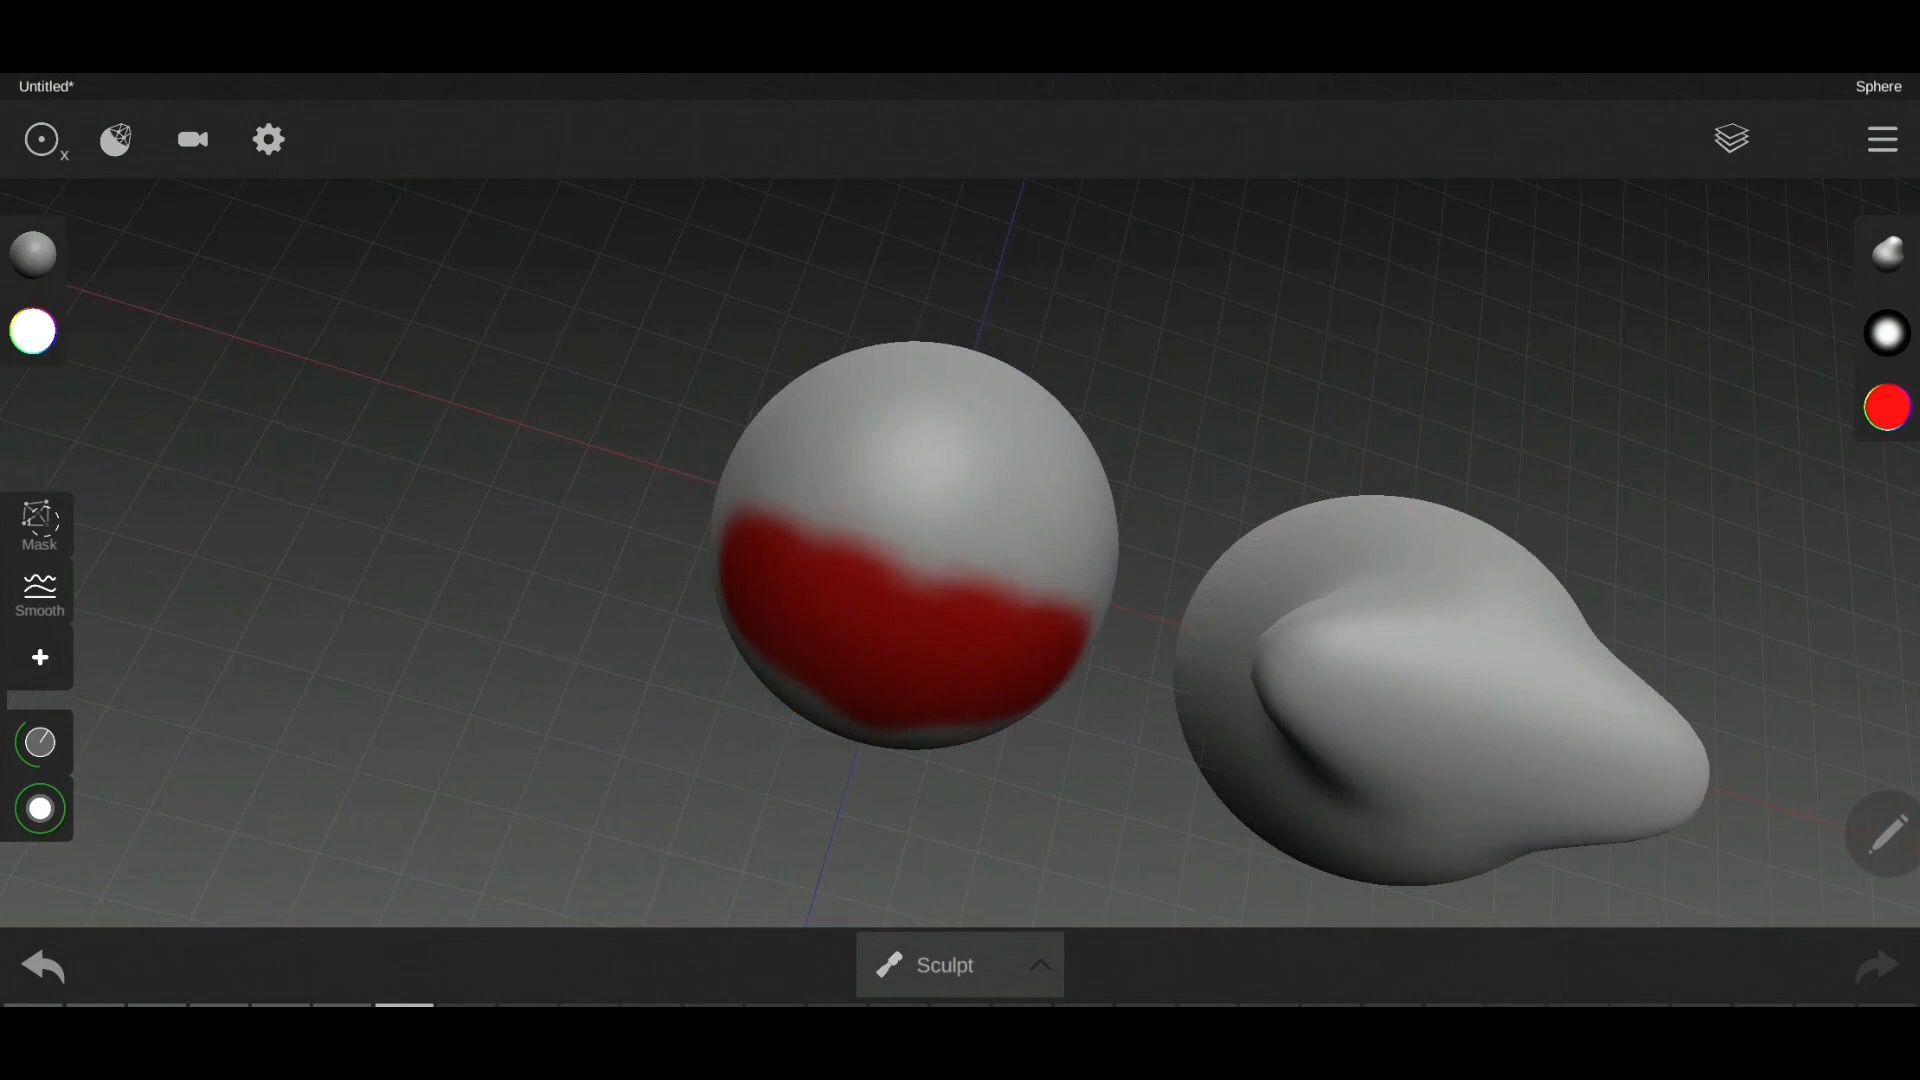 Untitled*
Sphere
x
Mask
Smooth
Sculpt